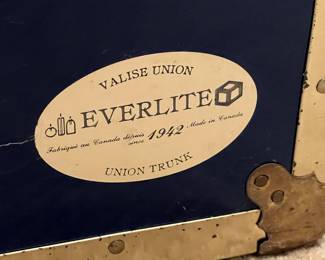 VALISE UNION
EVERLITE
Fabriqué au Canada depuis since 1942 Made in Canada
UNION TRUNK